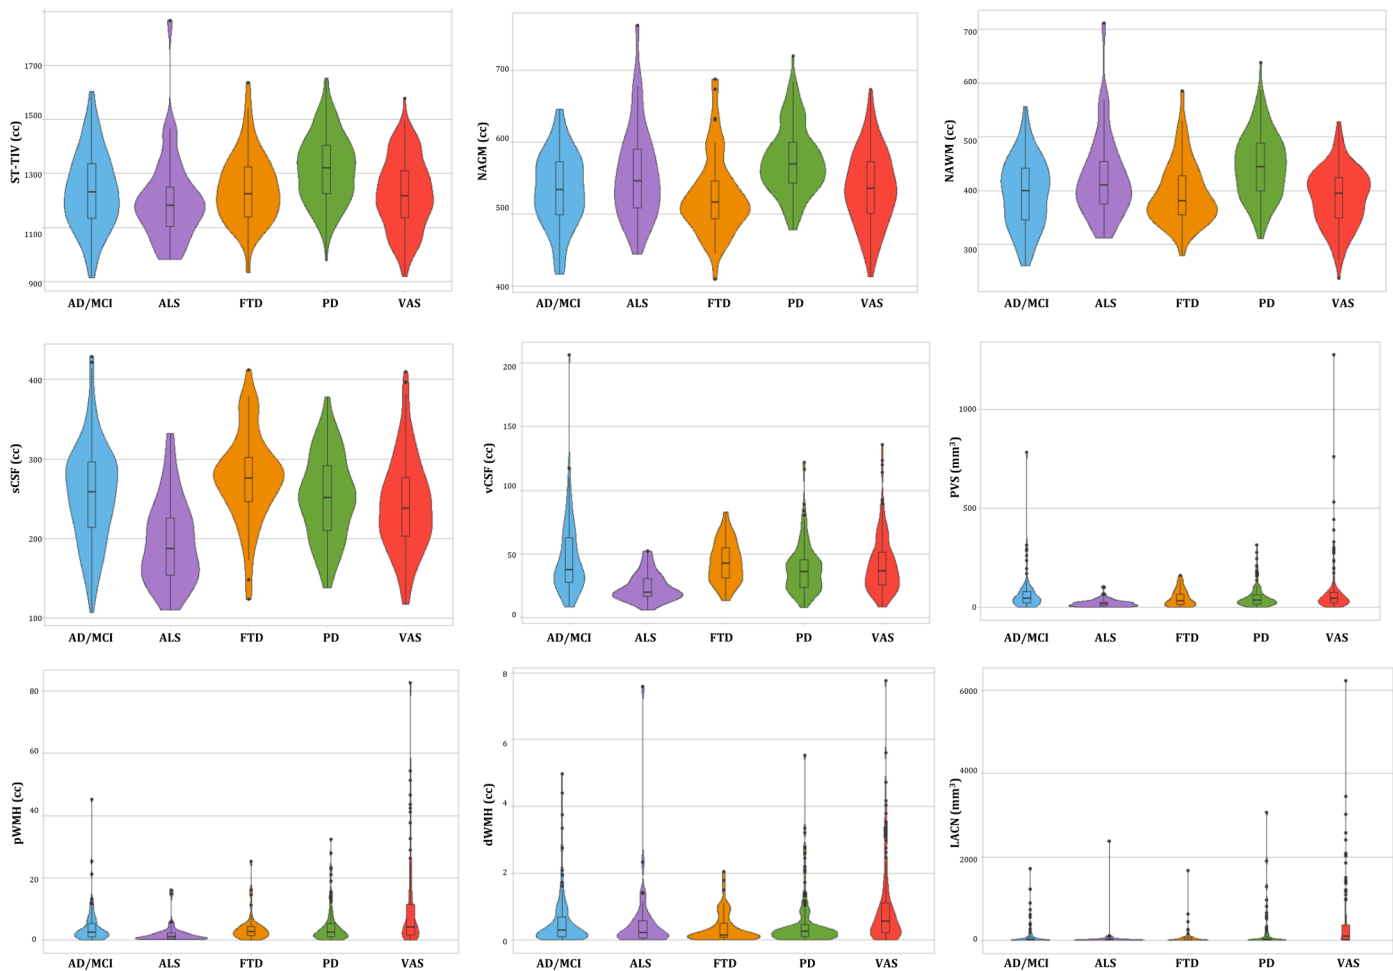 ST-TIV (cc)
1700
1500
1300
1100
900
AD/MCI ALS FTD PD VAS
NAGM (cc)
700
600
500
400
AD/MCI ALS FTD PD VAS
NAWM (cc)
700
600
500
400
300
AD/MCI ALS FTD PD VAS
sCSF (cc)
400
300
200
100
AD/MCI ALS FTD PD VAS
vCSF (cc)
200
150
100
50
0
AD/MCI ALS FTD PD VAS
PVS (mm³)
1000
500
0
AD/MCI ALS FTD PD VAS
pWMH (cc)
80
60
40
20
0
AD/MCI ALS FTD PD VAS
dWMH (cc)
8
6
4
2
0
AD/MCI ALS FTD PD VAS
LACN (mm³)
6000
4000
2000
0
AD/MCI ALS FTD PD VAS